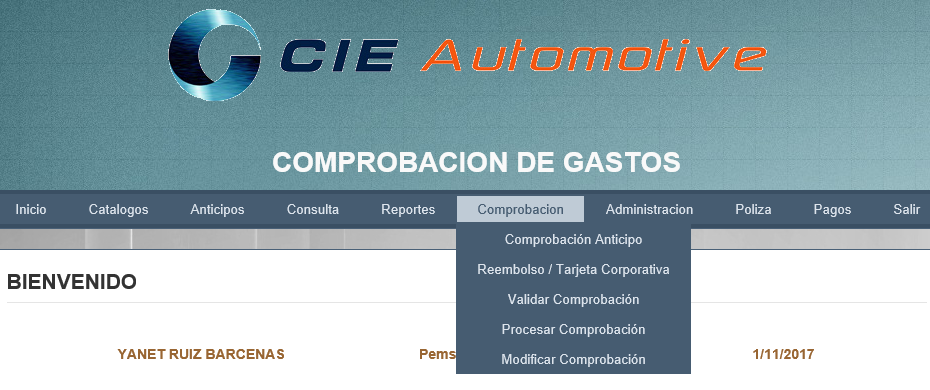 CIE Automotive
COMPROBACION DE GASTOS
Inicio Catalogos Anticipos Consulta Reportes Comprobacion Administracion Poliza Pagos Salir
Comprobación Anticipo
Reembolso / Tarjeta Corporativa
BIENVENIDO
Validar Comprobación
Procesar Comprobación
YANET RUIZ BARCENAS Pems 1/11/2017
Modificar Comprobación